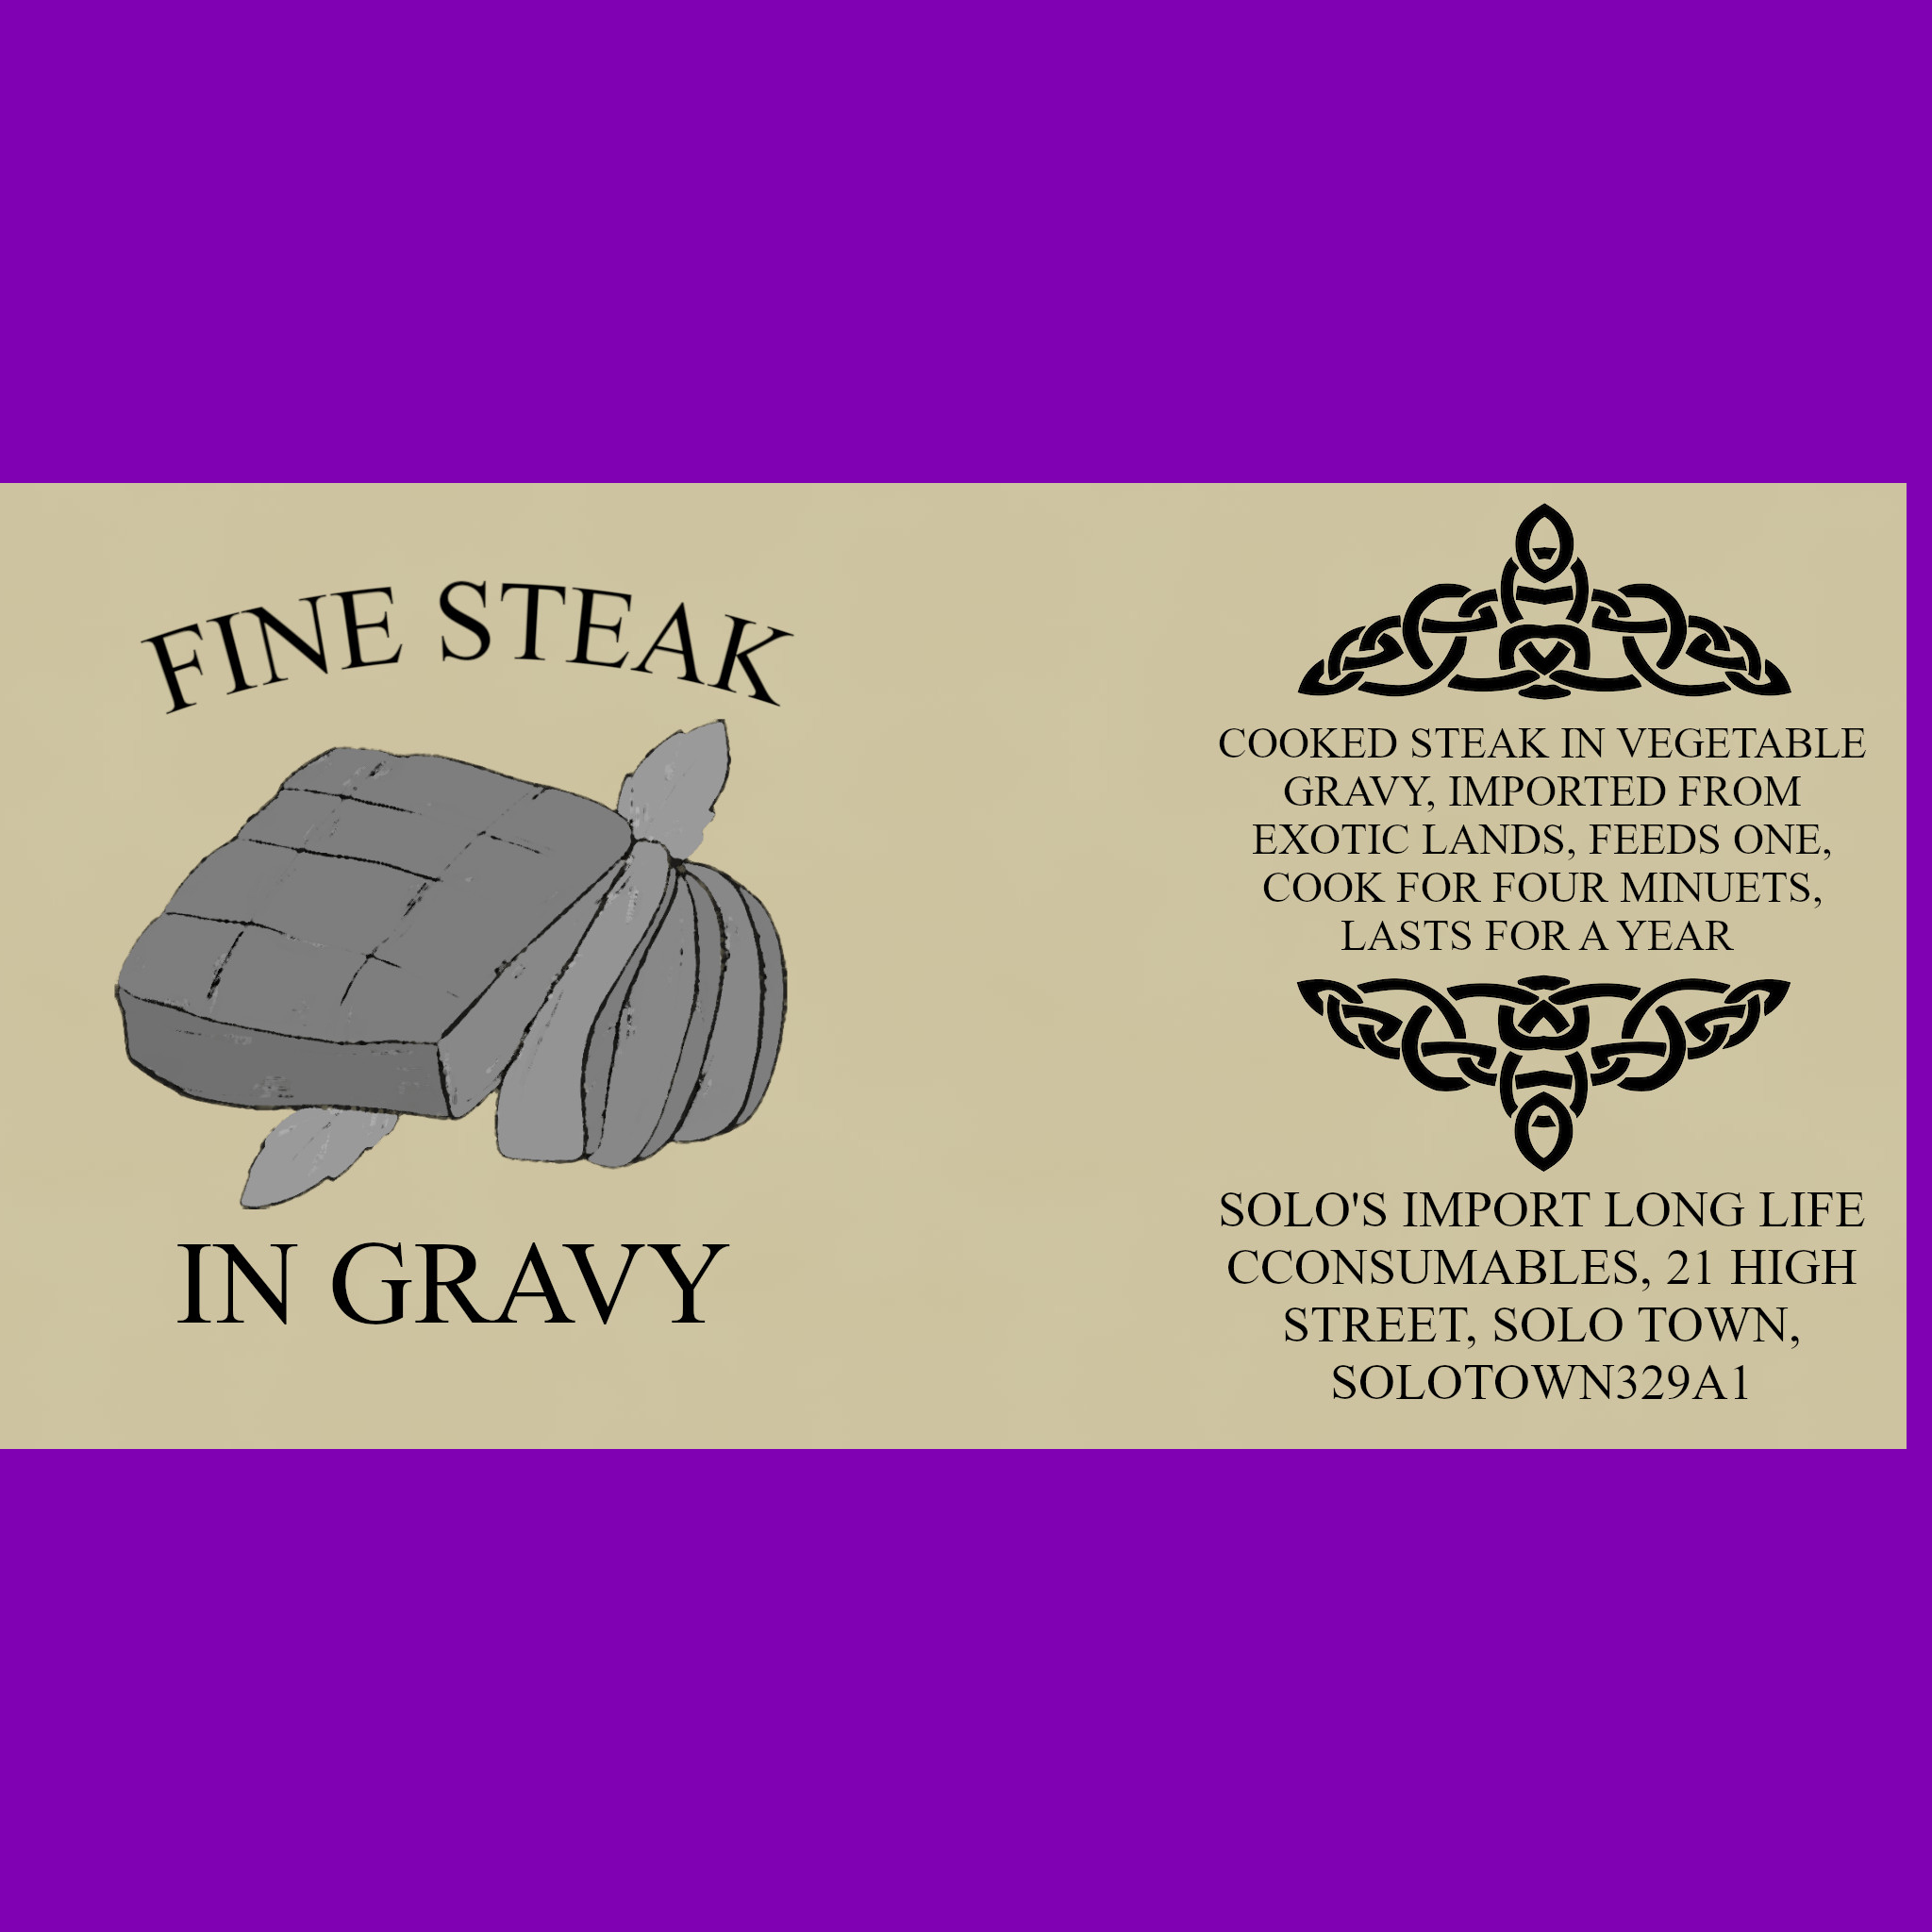 FINE STEAK
IN GRAVY
COOKED STEAK IN VEGETABLE
GRAVY, IMPORTED FROM
EXOTIC LANDS, FEEDS ONE,
COOK FOR FOUR MINUETS,
LASTS FOR A YEAR
SOLO'S IMPORT LONG LIFE
CCONSUMABLES, 21 HIGH
STREET, SOLO TOWN,
SOLOTOWN329A1